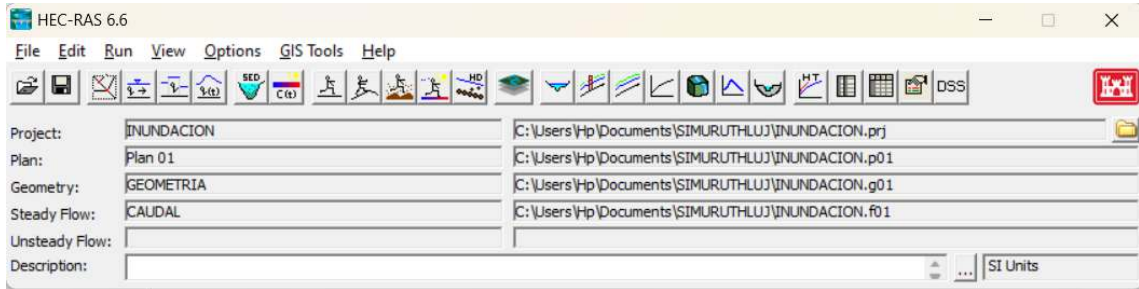 HEC-RAS 6.6
File Edit Run View Options GIS Tools Help
SED C(t) HD HT DSS
Project: INUNDACION C:\Users\Hp\Documents\SIMURUTHLUJ\INUNDACION.prj
Plan: Plan 01 C:\Users\Hp\Documents\SIMURUTHLUJ\INUNDACION.p01
Geometry: GEOMETRIA C:\Users\Hp\Documents\SIMURUTHLUJ\INUNDACION.g01
Steady Flow: CAUDAL C:\Users\Hp\Documents\SIMURUTHLUJ\INUNDACION.f01
Unsteady Flow:
Description: ... SI Units